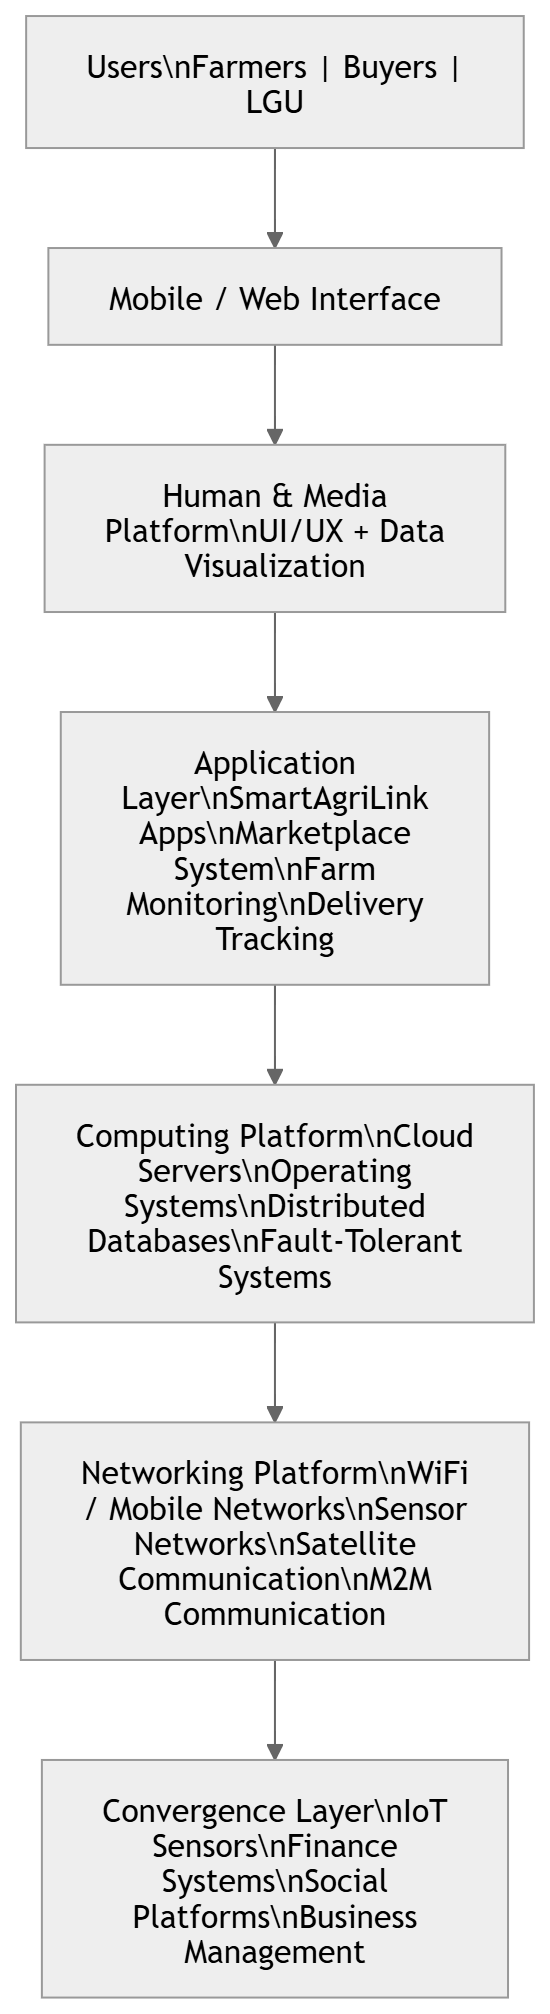 Users\nFarmers | Buyers |
LGU
Mobile / Web Interface
Human & Media
Platform\nUI/UX + Data
Visualization
Application
Layer\nSmartAgriLink
Apps\nMarketplace
System\nFarm
Monitoring\nDelivery
Tracking
Computing Platform\nCloud
Servers\nOperating
Systems\nDistributed
Databases\nFault-Tolerant
Systems
Networking Platform\nWiFi
/ Mobile Networks\nSensor
Networks\nSatellite
Communication\nM2M
Communication
Convergence Layer\nIoT
Sensors\nFinance
Systems\nSocial
Platforms\nBusiness
Management